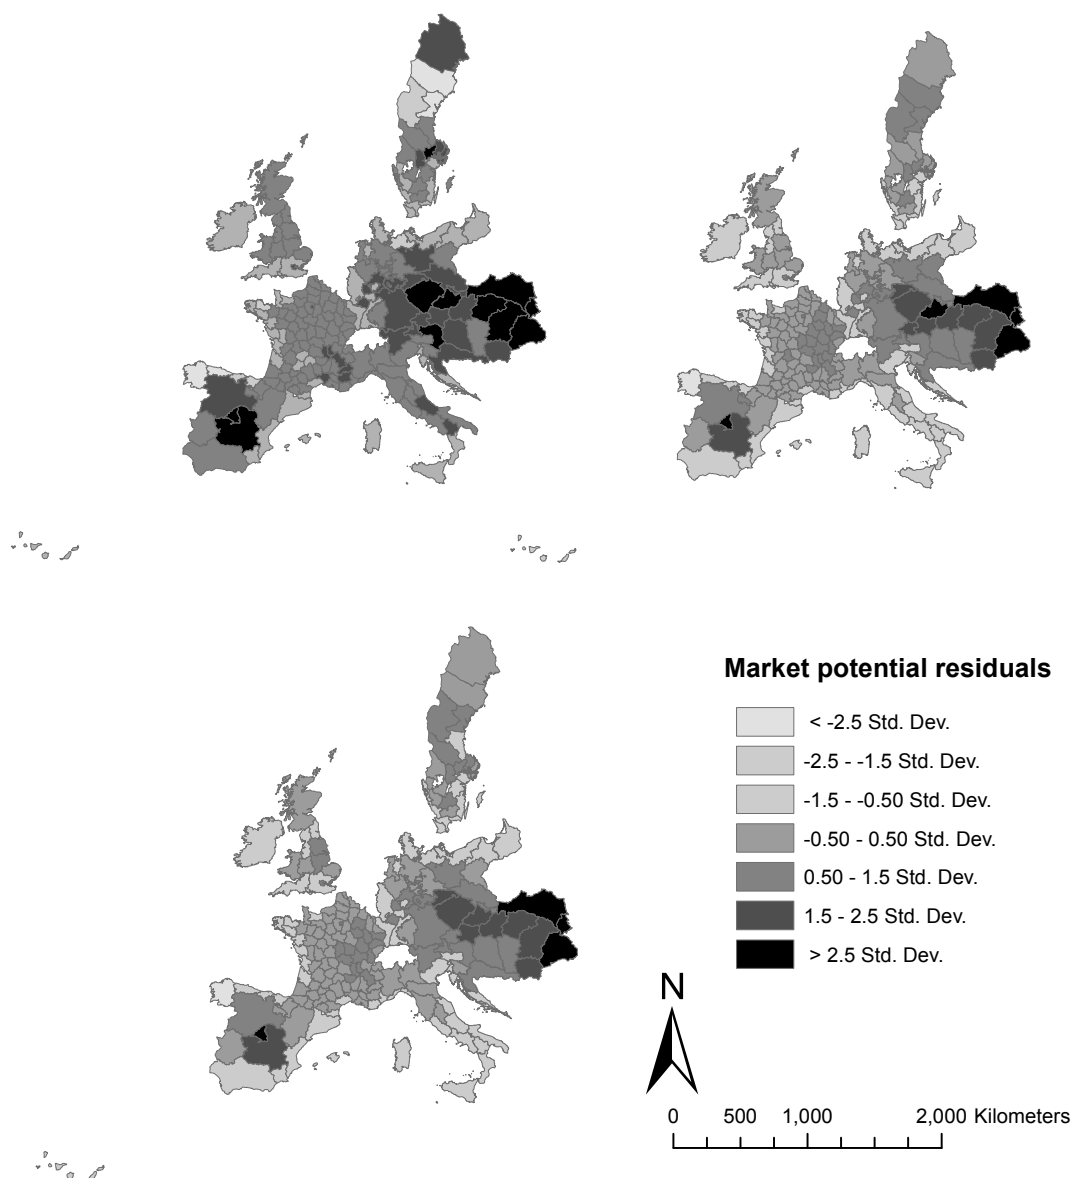 Market potential residuals
< -2.5 Std. Dev.
-2.5 - -1.5 Std. Dev.
-1.5 - -0.50 Std. Dev.
-0.50 - 0.50 Std. Dev.
0.50 - 1.5 Std. Dev.
1.5 - 2.5 Std. Dev.
> 2.5 Std. Dev.
N
0 500 1,000 2,000 Kilometers